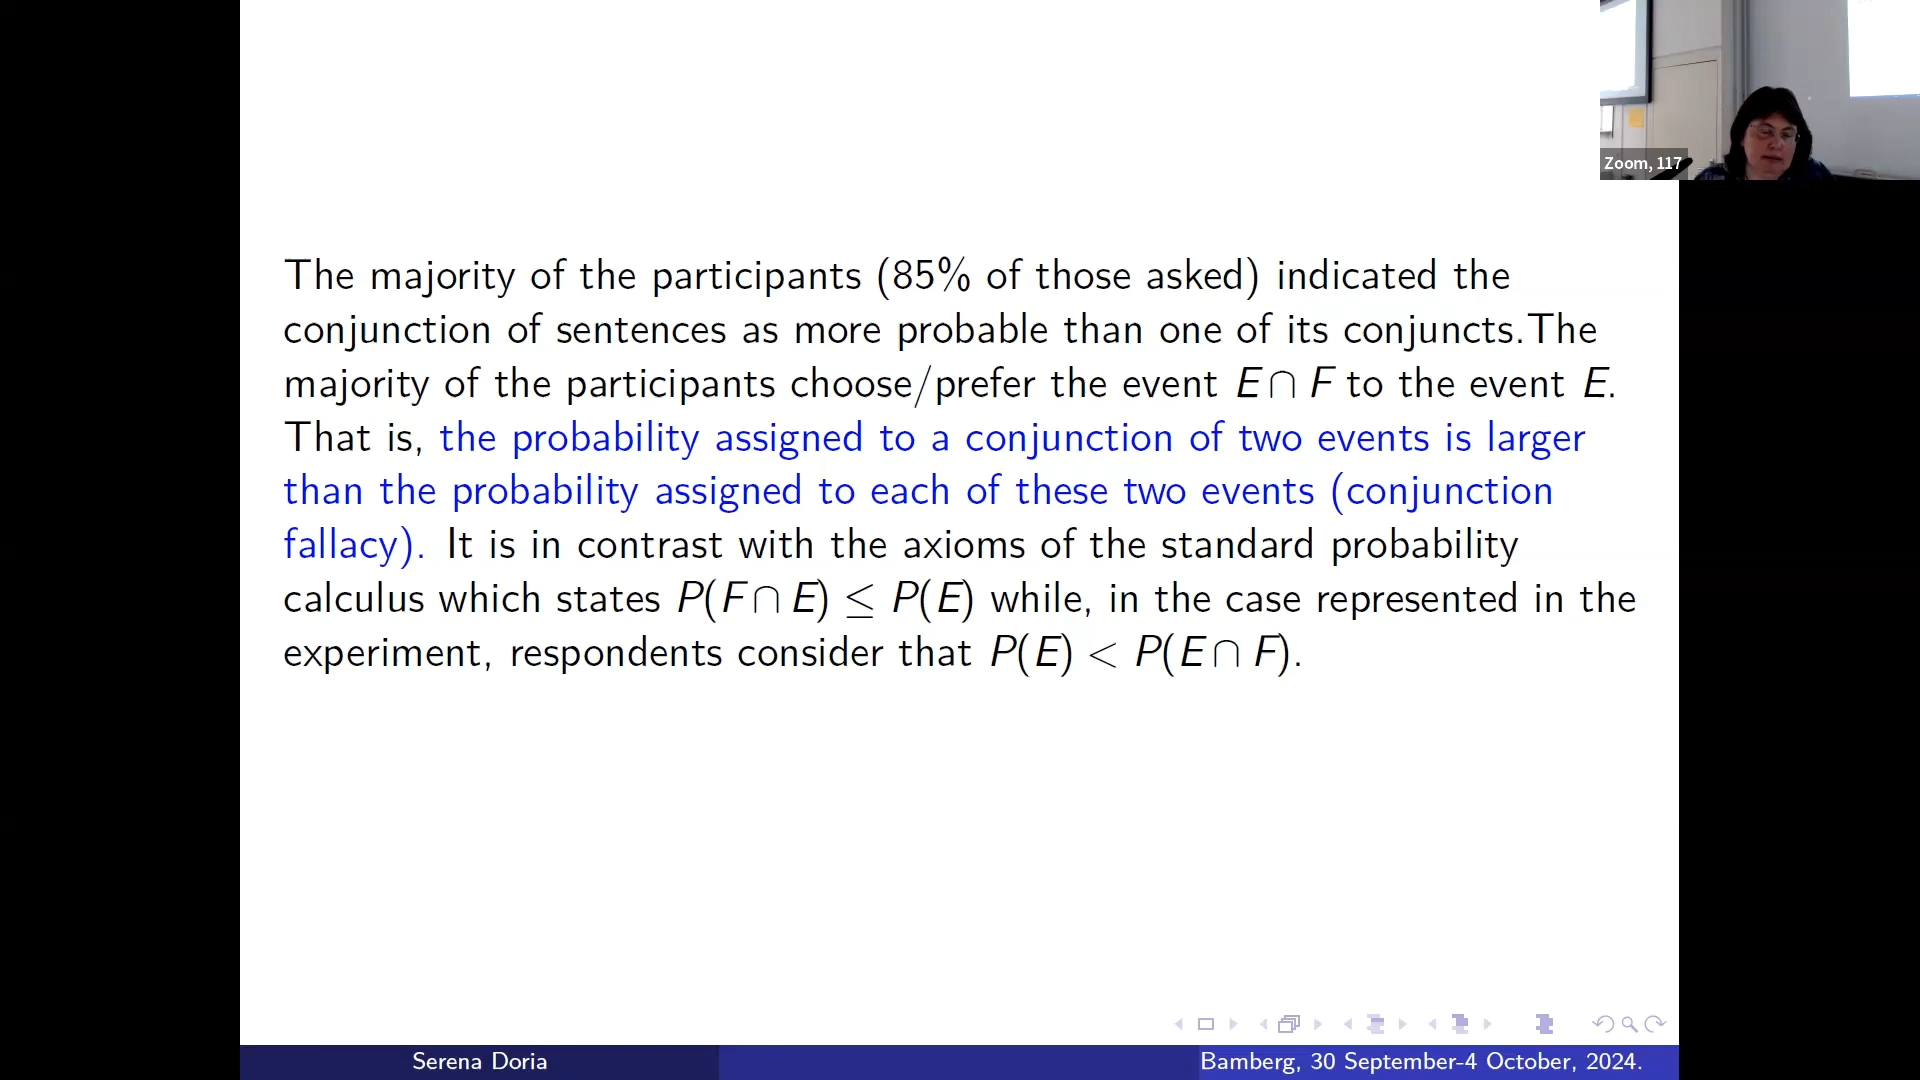 Zoom, 117
The majority of the participants (85% of those asked) indicated the
conjunction of sentences as more probable than one of its conjuncts.The
majority of the participants choose/prefer the event E ∩ F to the event E.
That is, the probability assigned to a conjunction of two events is larger
than the probability assigned to each of these two events (conjunction
fallacy). It is in contrast with the axioms of the standard probability
calculus which states P(F ∩ E) ≤ P(E) while, in the case represented in the
experiment, respondents consider that P(E) < P(E ∩ F).
Serena Doria
Bamberg, 30 September-4 October, 2024.